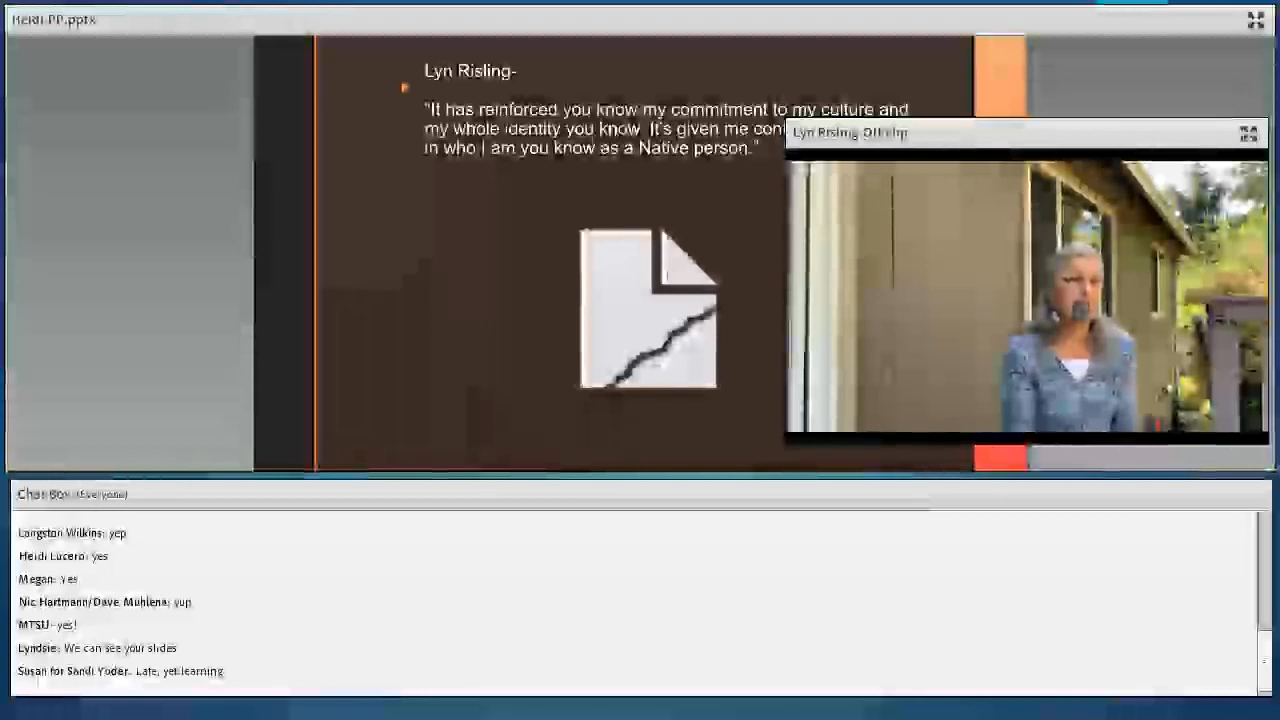 Heidi PP.pptx
Lyn Risling-
"It has reinforced you know my commitment to my culture and
my whole identity you know. It's given me con
in who I am you know as a Native person."
Lyn Rising
Chat Box (Everyone)
Langston Wilkins: yep
Heidi Lucero: yes
Megan: yes
Nic Hartmann/Dave Muhlena: yup
MTSU: yes!
Lyndsie: We can see your slides
Susan for Sandi Yoder: Late, yet learning